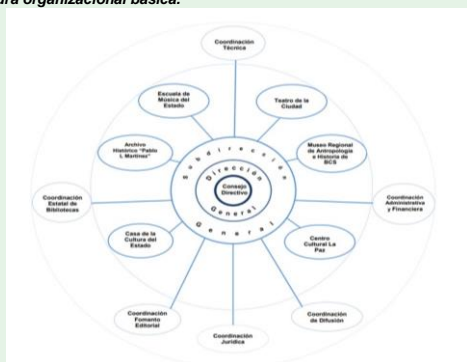 ura organizacional básica.
Coordinación
Técnica
Escuela de
Música del
Estado
Teatro de la
Ciudad
Archivo
Histórico "Pablo
L Martínez"
Museo Regional
de Antropología
e Historia de
BCS
Subdirección
Dirección
Consejo
Directivo
General
General
Coordinación
Estatal de
Bibliotecas
Coordinación
Administrativa
y Financiera
Casa de la
Cultura del
Estado
Centro
Cultural La
Paz
Coordinación
Fomento
Editorial
Coordinación
de Difusión
Coordinación
Jurídica